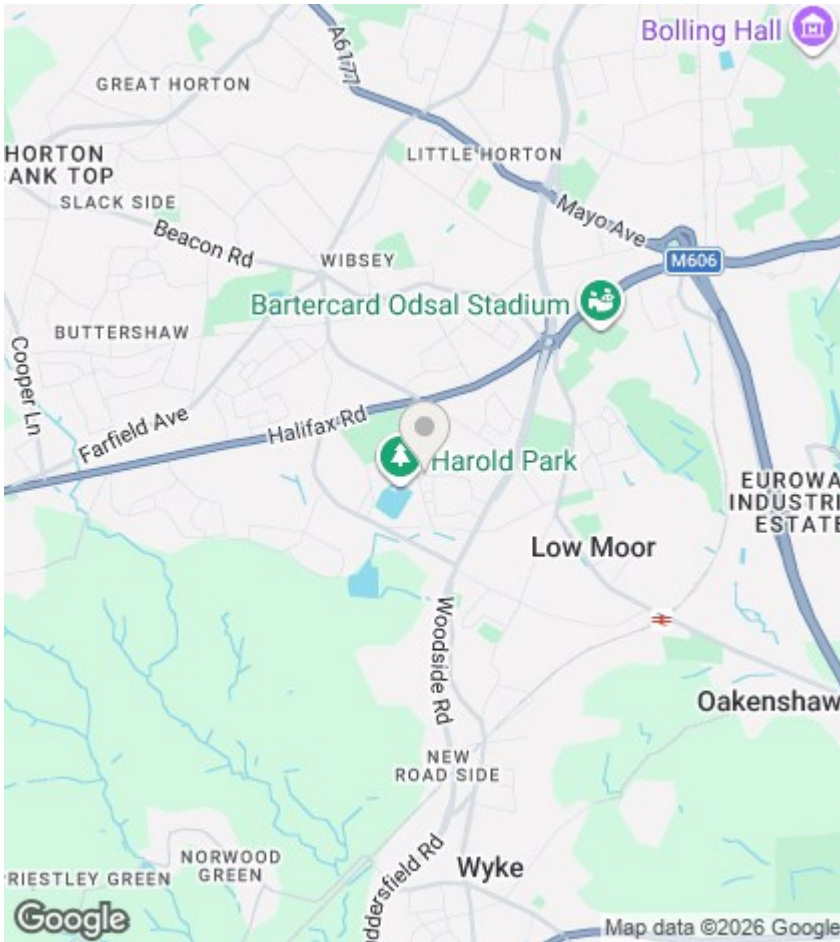 Bolling Hall
A6177
GREAT HORTON
LITTLE HORTON
HORTON
BANK TOP
SLACK SIDE
Mayo Ave
Beacon Rd
WIBSEY
M606
Bartercard Odsal Stadium
BUTTERSHAW
Cooper Ln
Halifax Rd
Farfield Ave
Harold Park
EUROWA
INDUSTRI
ESTATE
Low Moor
Woodside Rd
Oakenshaw
NEW
ROAD SIDE
NORWOOD
GREEN
PRIESTLEY GREEN
Wyke
uddersfield Rd
Google
Map data ©2026 Google